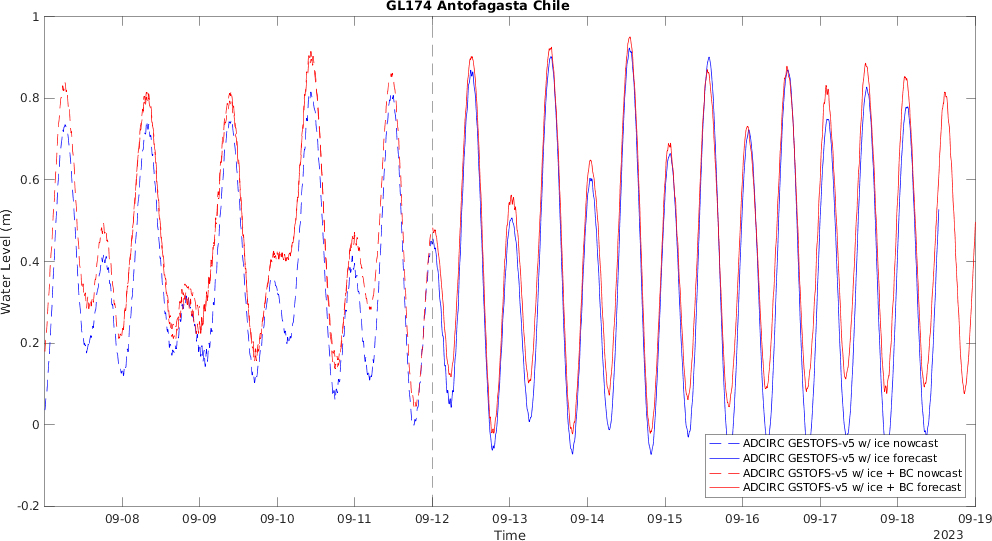 GL174 Antofagasta Chile
1
0.8
0.6
0.4
0.2
0
-0.2
Water Level (m)
ADCIRC GESTOFS-v5 w/ ice nowcast
ADCIRC GESTOFS-v5 w/ ice forecast
ADCIRC GSTOFS-v5 w/ ice + BC nowcast
ADCIRC GSTOFS-v5 w/ ice + BC forecast
09-08 09-09 09-10 09-11 09-12 09-13 09-14 09-15 09-16 09-17 09-18 09-19
Time
2023